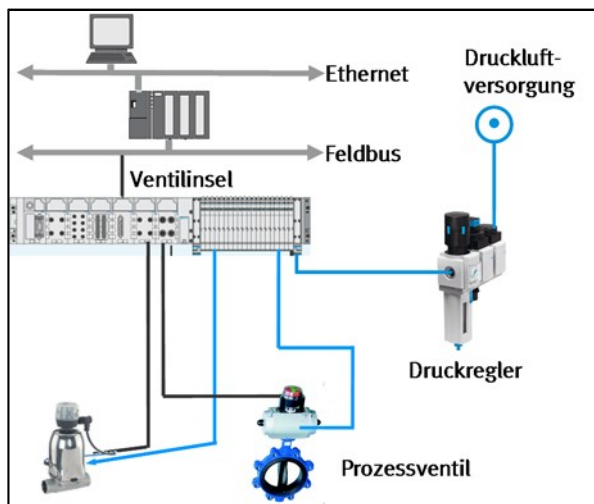 Druckluft-
versorgung
Ethernet
Feldbus
Ventilinsel
Druckregler
Prozessventil